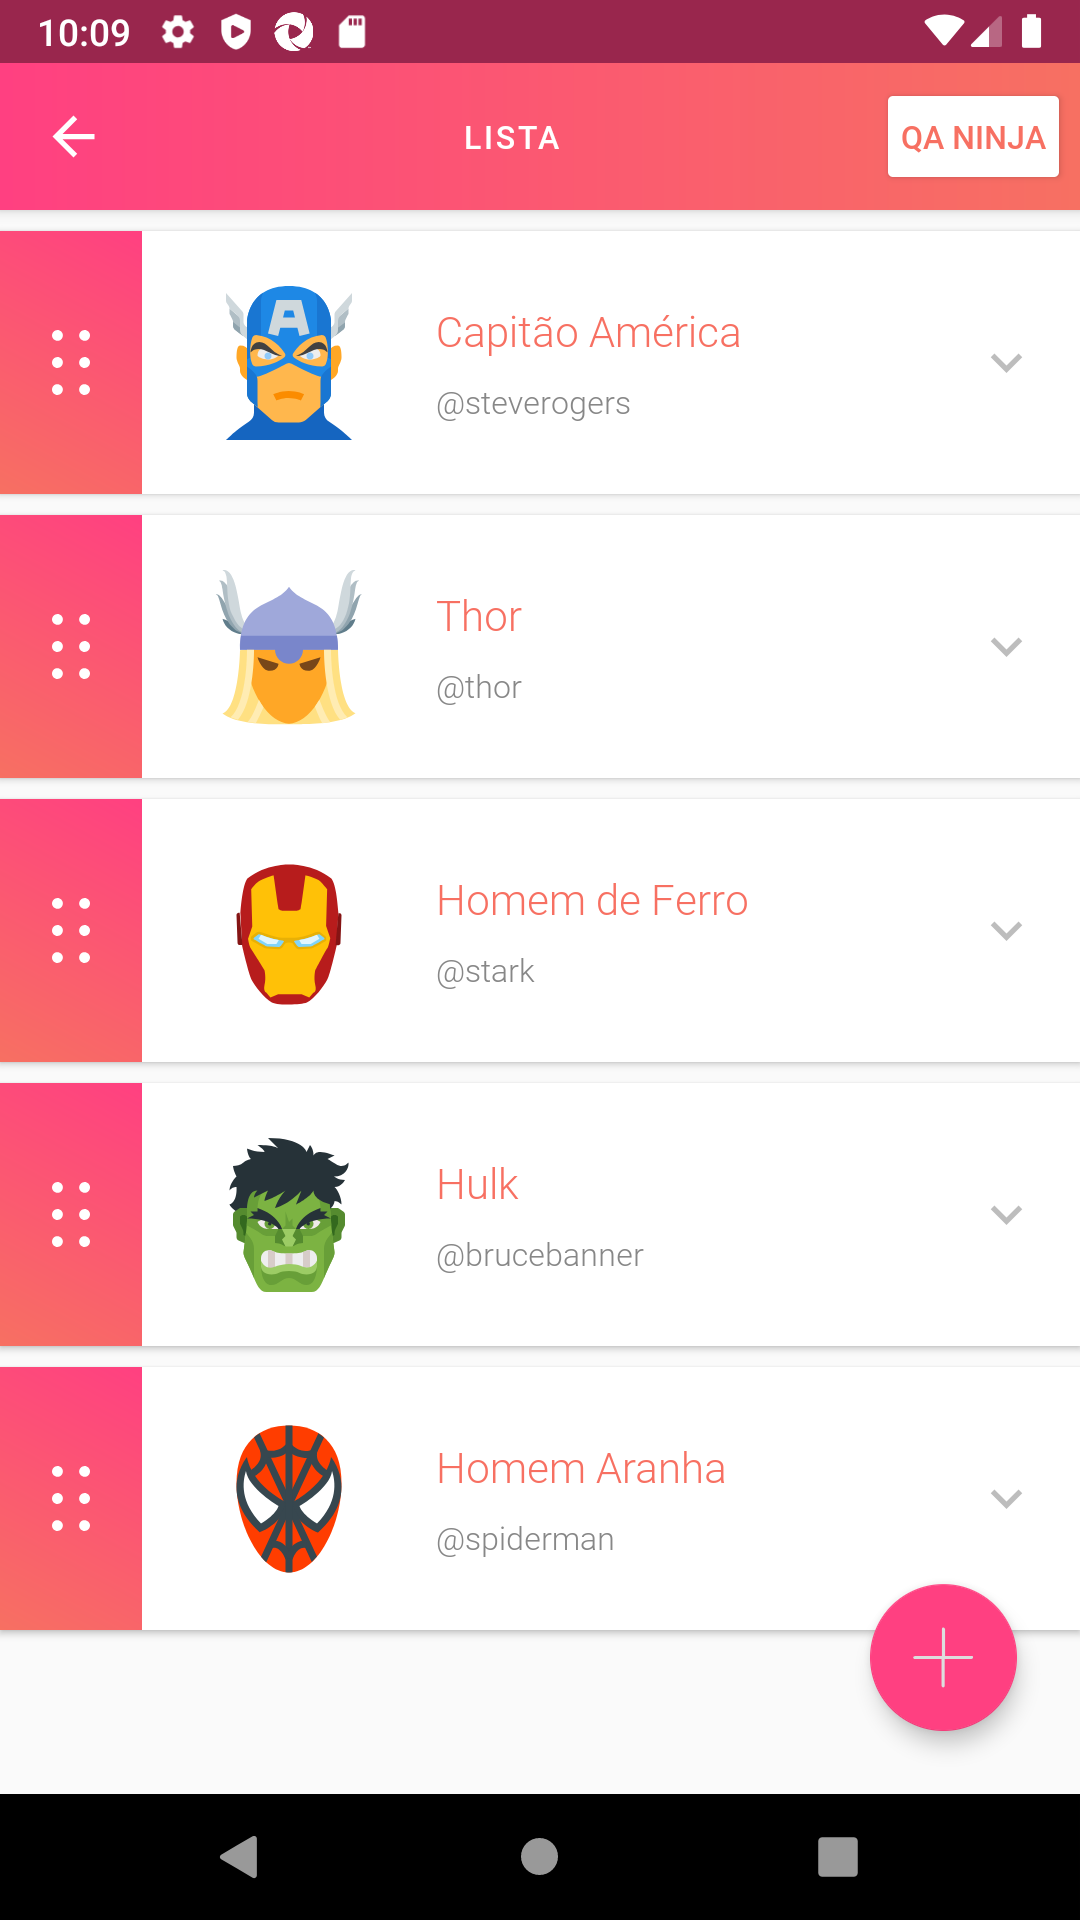 10:09
LISTA
QA NINJA
Capitão América
@steverogers
Thor
@thor
Homem de Ferro
@stark
Hulk
@brucebanner
Homem Aranha
@spiderman